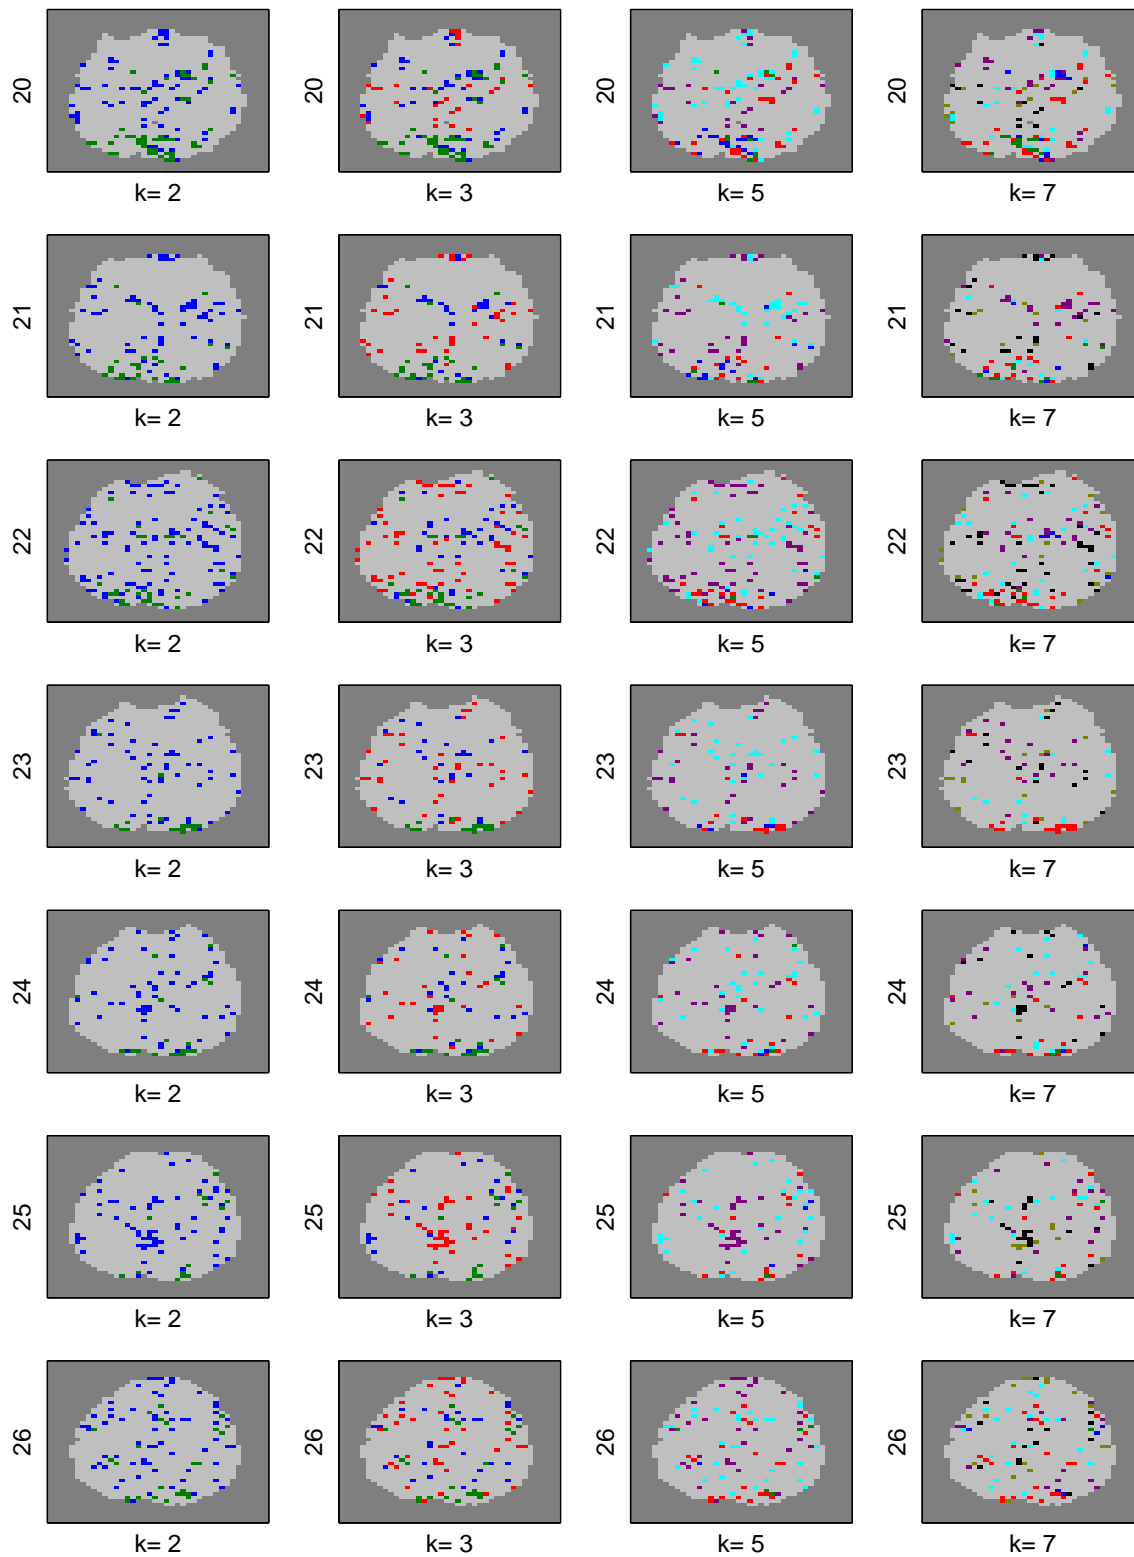 20 20 20 20
k= 2 k= 3 k= 5 k= 7
21 21 21 21
k= 2 k= 3 k= 5 k= 7
22 22 22 22
k= 2 k= 3 k= 5 k= 7
23 23 23 23
k= 2 k= 3 k= 5 k= 7
24 24 24 24
k= 2 k= 3 k= 5 k= 7
25 25 25 25
k= 2 k= 3 k= 5 k= 7
26 26 26 26
k= 2 k= 3 k= 5 k= 7